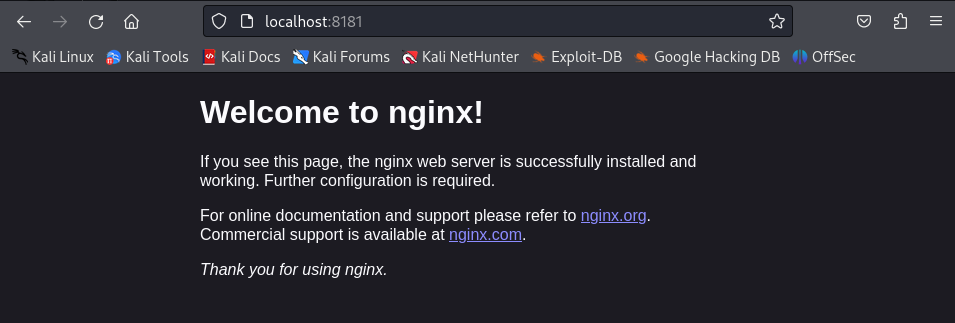 localhost:8181
Kali Linux Kali Tools Kali Docs Kali Forums Kali NetHunter Exploit-DB Google Hacking DB OffSec
Welcome to nginx!
If you see this page, the nginx web server is successfully installed and
working. Further configuration is required.
For online documentation and support please refer to nginx.org.
Commercial support is available at nginx.com.
Thank you for using nginx.